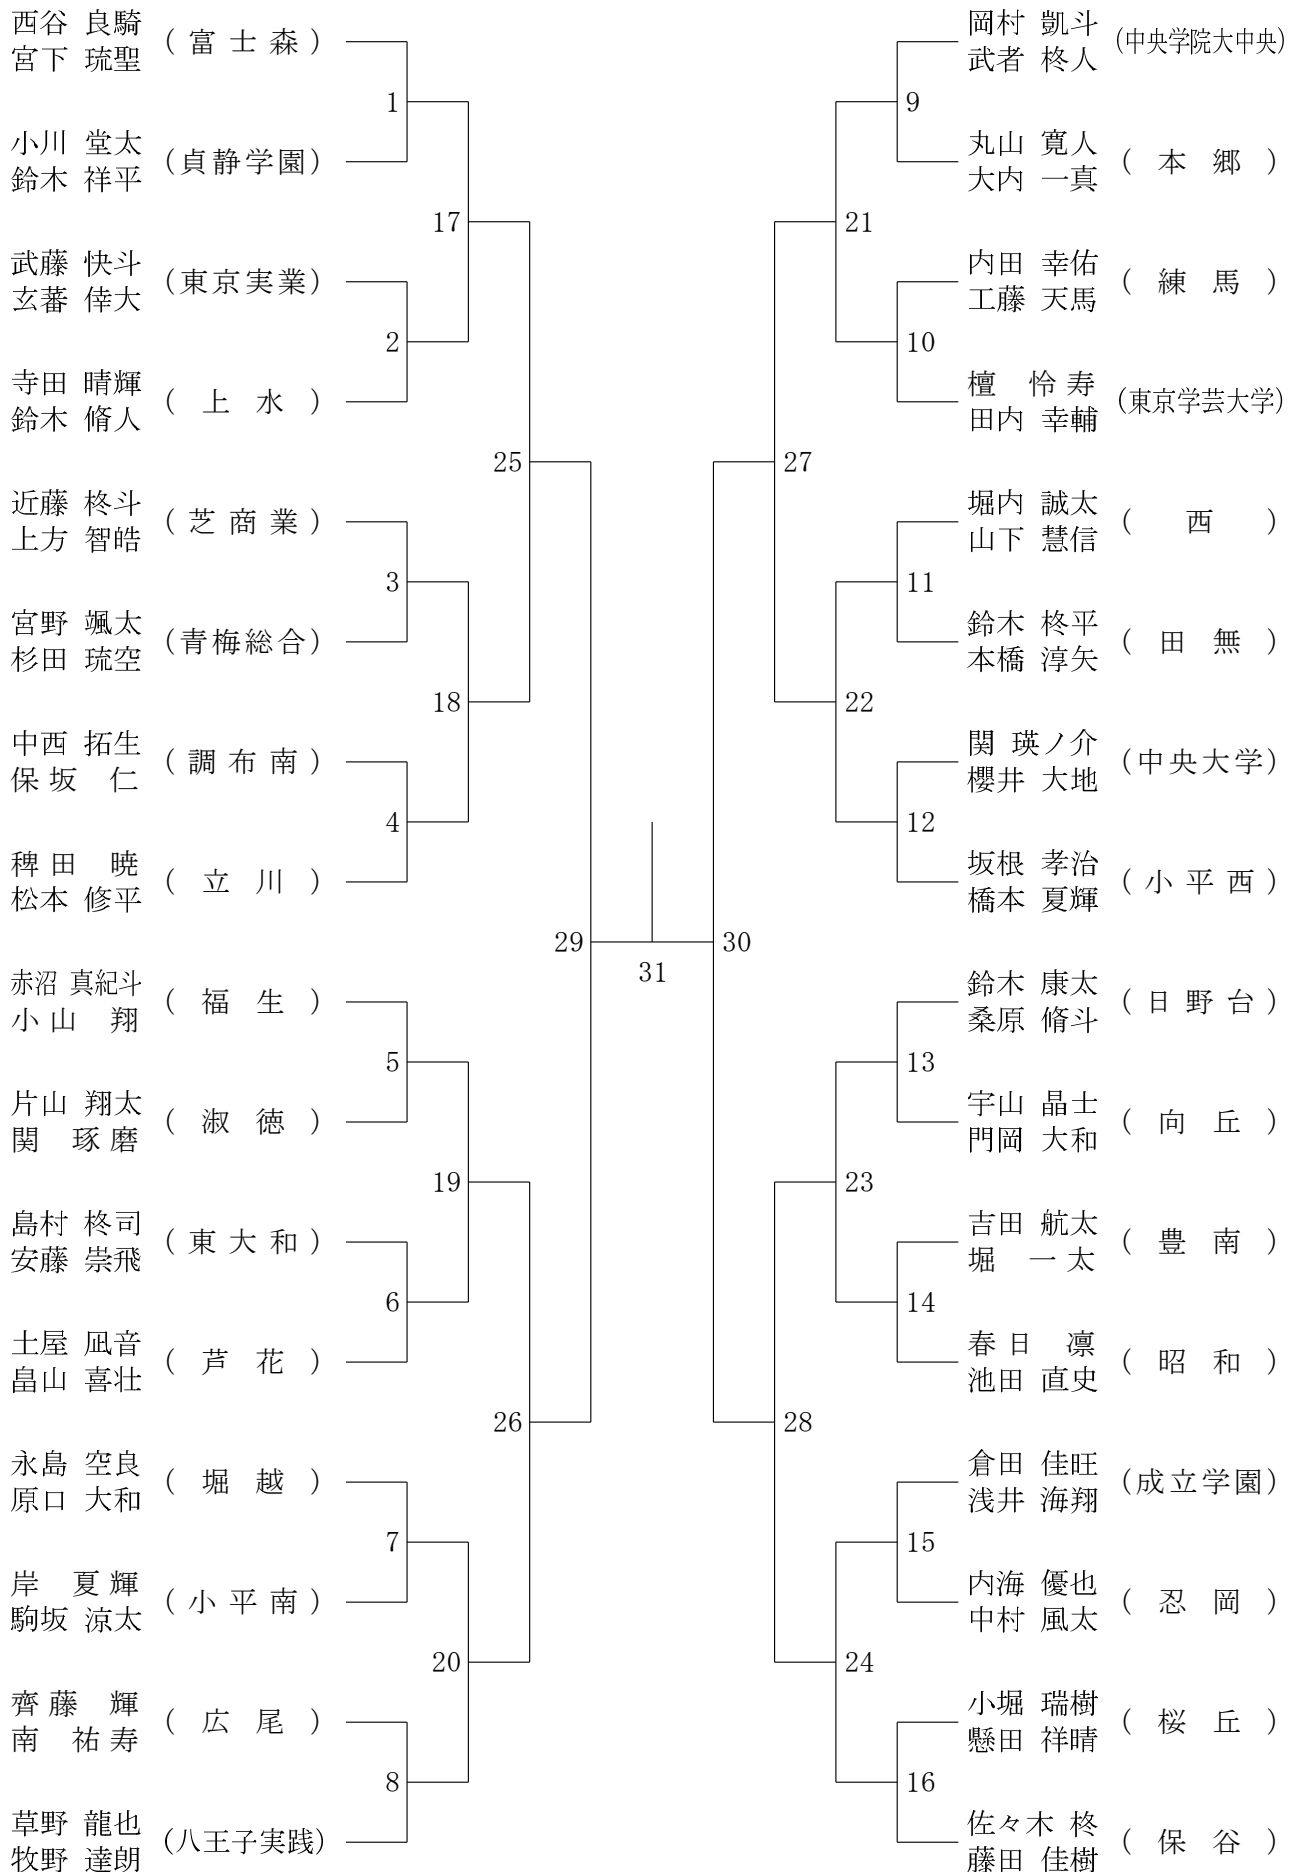 西谷 良騎
宮下 琉聖
(富士森)
小川 堂太
鈴木 祥平
(貞静学園)
武藤 快斗
玄蕃 倖大
(東京実業)
寺田 晴輝
鈴木 脩人
(上水)
近藤 柊斗
上方 智皓
(芝商業)
宮野 颯太
杉田 琉空
(青梅総合)
中西 拓生
保坂 仁
(調布南)
稗田 暁
松本 修平
(立川)
赤沼 真紀斗
小山 翔
(福生)
片山 翔太
関 琢磨
(淑徳)
島村 柊司
安藤 崇飛
(東大和)
土屋 凪音
畠山 喜壮
(芦花)
永島 空良
原口 大和
(堀越)
岸 夏輝
駒坂 涼太
(小平南)
齊藤 輝
南 祐寿
(広尾)
草野 龍也
牧野 達朗
(八王子実践)
1
2
3
4
5
6
7
8
17
18
19
20
25
26
29
31
30
27
28
21
22
23
24
9
10
11
12
13
14
15
16
岡村 凱斗
武者 柊人
(中央学院大中央)
丸山 寛人
大内 一真
(本郷)
内田 幸佑
工藤 天馬
(練馬)
檀 怜寿
田内 幸輔
(東京学芸大学)
堀内 誠太
山下 慧信
(西)
鈴木 柊平
本橋 淳矢
(田無)
関 瑛ノ介
櫻井 大地
(中央大学)
坂根 孝治
橋本 夏輝
(小平西)
鈴木 康太
桑原 脩斗
(日野台)
宇山 晶士
門岡 大和
(向丘)
吉田 航太
堀 一太
(豊南)
春日 凛
池田 直史
(昭和)
倉田 佳旺
浅井 海翔
(成立学園)
内海 優也
中村 風太
(忍岡)
小堀 瑞樹
懸田 祥晴
(桜丘)
佐々木 柊
藤田 佳樹
(保谷)